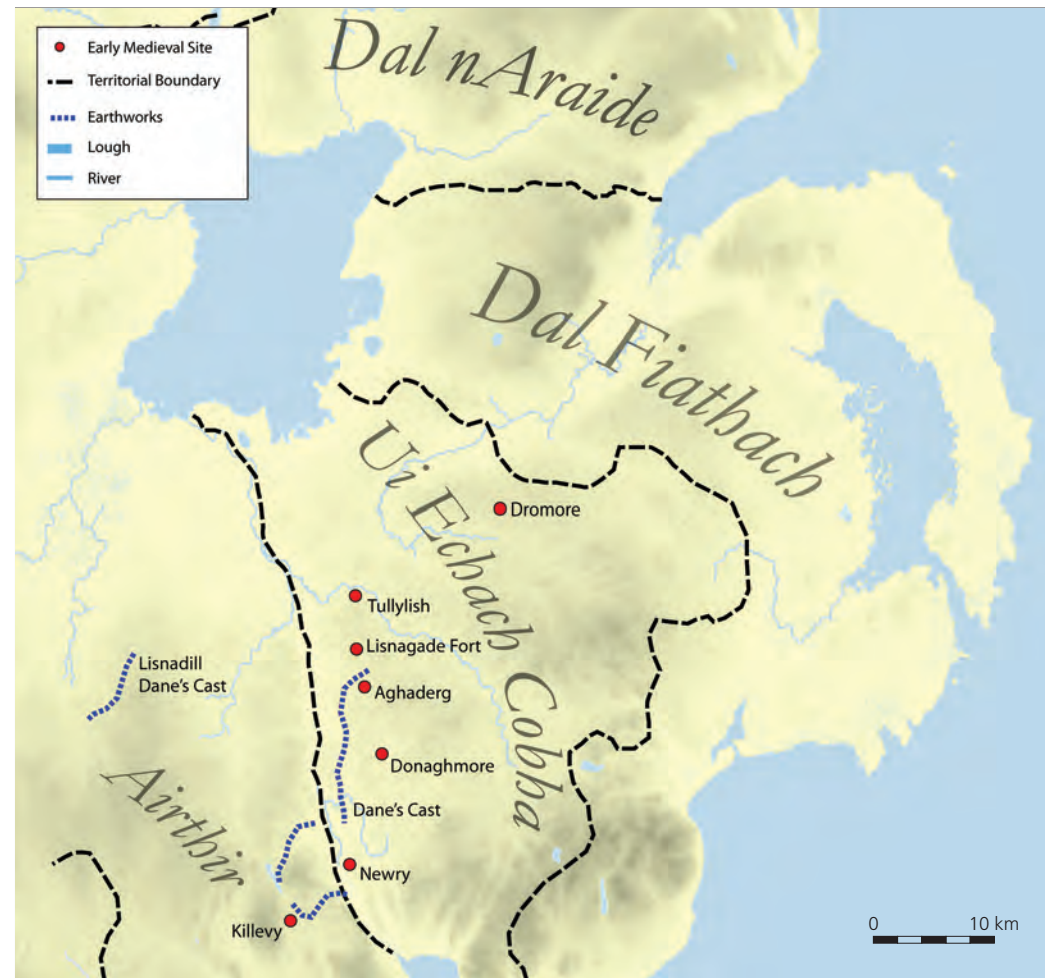 Early Medieval Site
Territorial Boundary
Earthworks
Lough
River
Dal nAraide
Dal Fiathach
Ui Echach Cobba
Dromore
Tullylish
Lisnagade Fort
Lisnadill
Dane's Cast
Aghaderg
Donaghmore
Dane's Cast
Airthir
Newry
Killevy
0 10 km